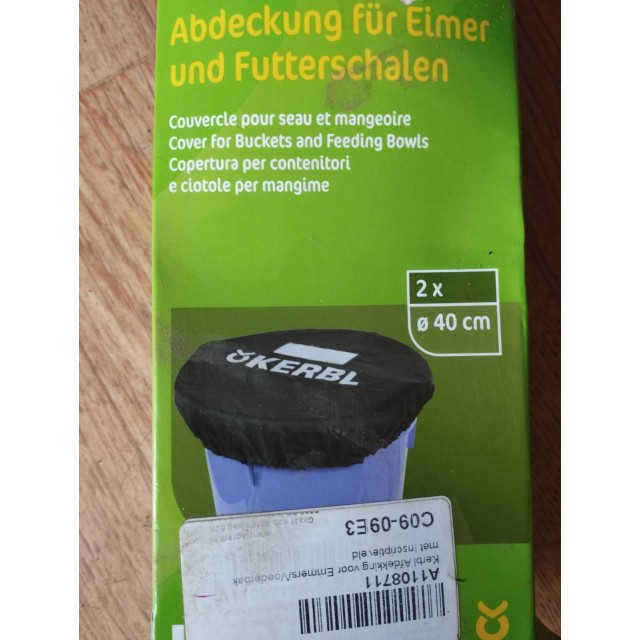 Abdeckung für Eimer
und Futterschalen
Couvercle pour seau et mangeoire
Cover for Buckets and Feeding Bowls
Copertura per contenitori
e ciotole per mangime
2 x
ø 40 cm
KERBL
A1108711
Kerbl Afdekking voor Emmers/Voederbak
met inscriptieveld
C09-09E3